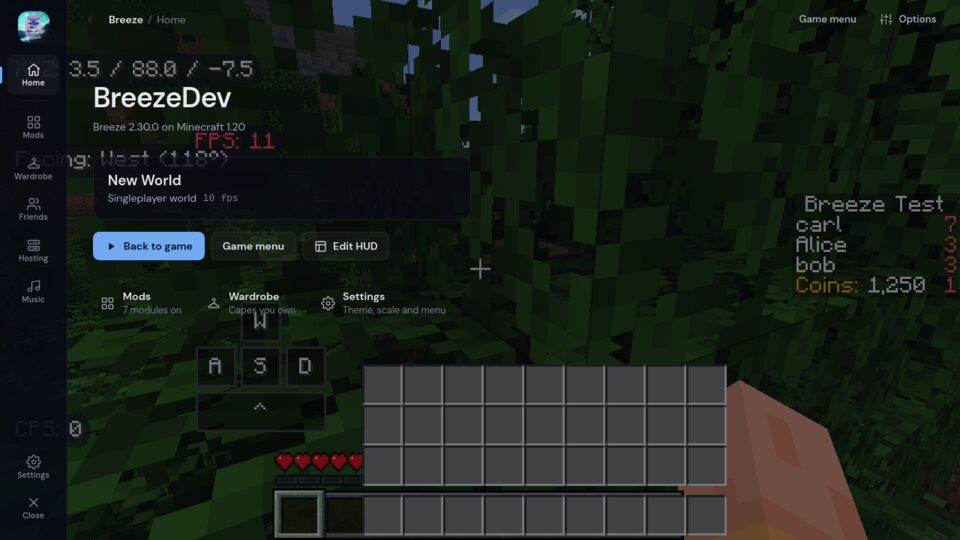 Breeze / Home
Game menu
Options
XYZ: 3.5 / 88.0 / -7.5
Home
BreezeDev
Breeze 2.30.0 on Minecraft 1.20
FPS: 11
Mods
Facing: West (118°)
Wardrobe
New World
Singleplayer world 10 fps
Friends
Breeze Test
carl 7
Alice 3
bob 3
Coins: 1,250 1
Back to game
Game menu
Edit HUD
Hosting
Music
Mods
7 modules on
Wardrobe
Capes you own
Settings
Theme, scale and menu
W
A S D
^
CPS: 0
Settings
Close